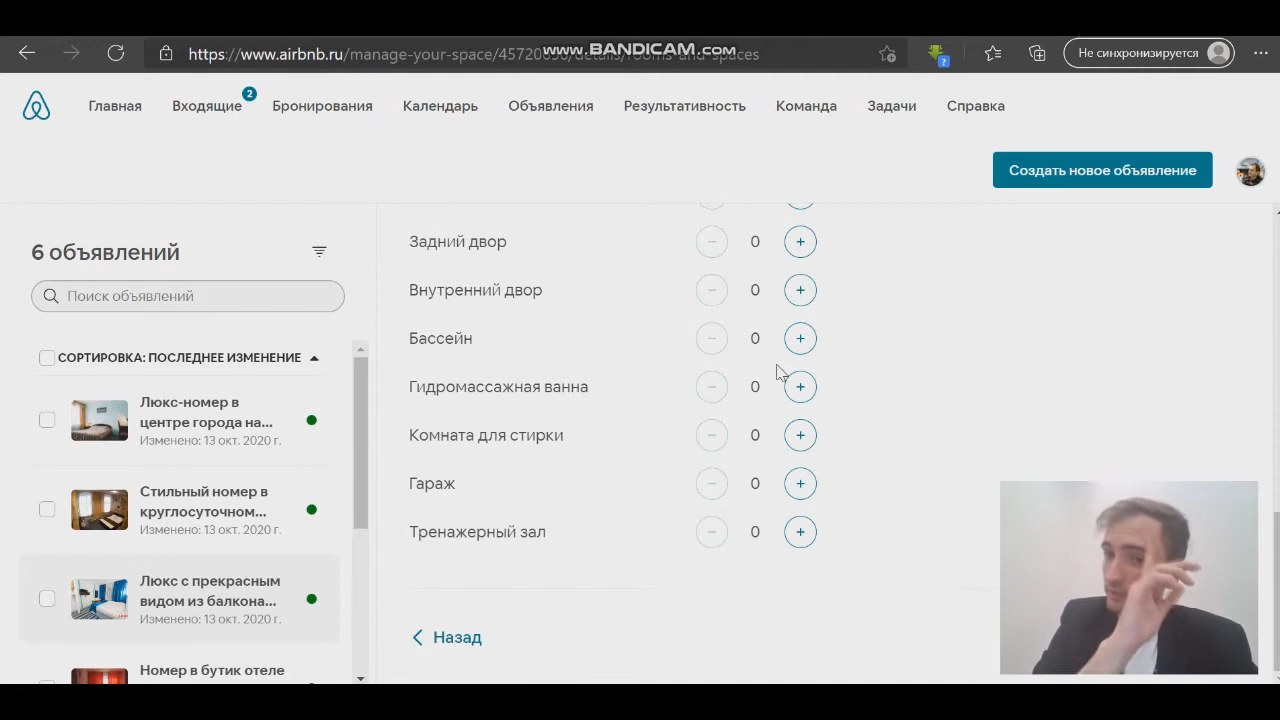 www.BANDICAM.com
https://www.airbnb.ru/manage-your-space/
Не синхронизируется
Главная
Входящие
2
Бронирования
Календарь
Объявления
Результативность
Команда
Задачи
Справка
Создать новое объявление
6 объявлений
Поиск объявлений
СОРТИРОВКА: ПОСЛЕДНЕЕ ИЗМЕНЕНИЕ
Люкс-номер в
центре города на...
Изменено: 13 окт. 2020 г.
Стильный номер в
круглосуточном...
Изменено: 13 окт. 2020 г.
Люкс с прекрасным
видом из балкона...
Изменено: 13 окт. 2020 г.
Номер в бутик отеле
Задний двор − 0 +
Внутренний двор − 0 +
Бассейн − 0 +
Гидромассажная ванна − 0 +
Комната для стирки − 0 +
Гараж − 0 +
Тренажерный зал − 0 +
Назад